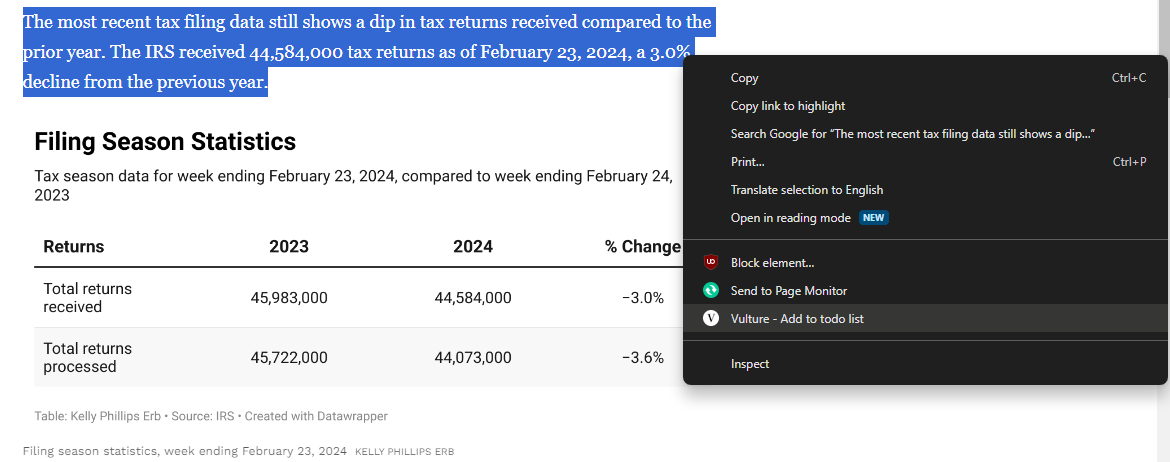 The most recent tax filing data still shows a dip in tax returns received compared to the
prior year. The IRS received 44,584,000 tax returns as of February 23, 2024, a 3.0%
decline from the previous year.
Filing Season Statistics
Tax season data for week ending February 23, 2024, compared to week ending February 24,
2023
Returns 2023 2024 % Change
Total returns
received 45,983,000 44,584,000 −3.0%
Total returns
processed 45,722,000 44,073,000 −3.6%
Table: Kelly Phillips Erb • Source: IRS • Created with Datawrapper
Filing season statistics, week ending February 23, 2024 KELLY PHILLIPS ERB
Copy Ctrl+C
Copy link to highlight
Search Google for “The most recent tax filing data still shows a dip...”
Print... Ctrl+P
Translate selection to English
Open in reading mode NEW
Block element...
Send to Page Monitor
V Vulture - Add to todo list
Inspect